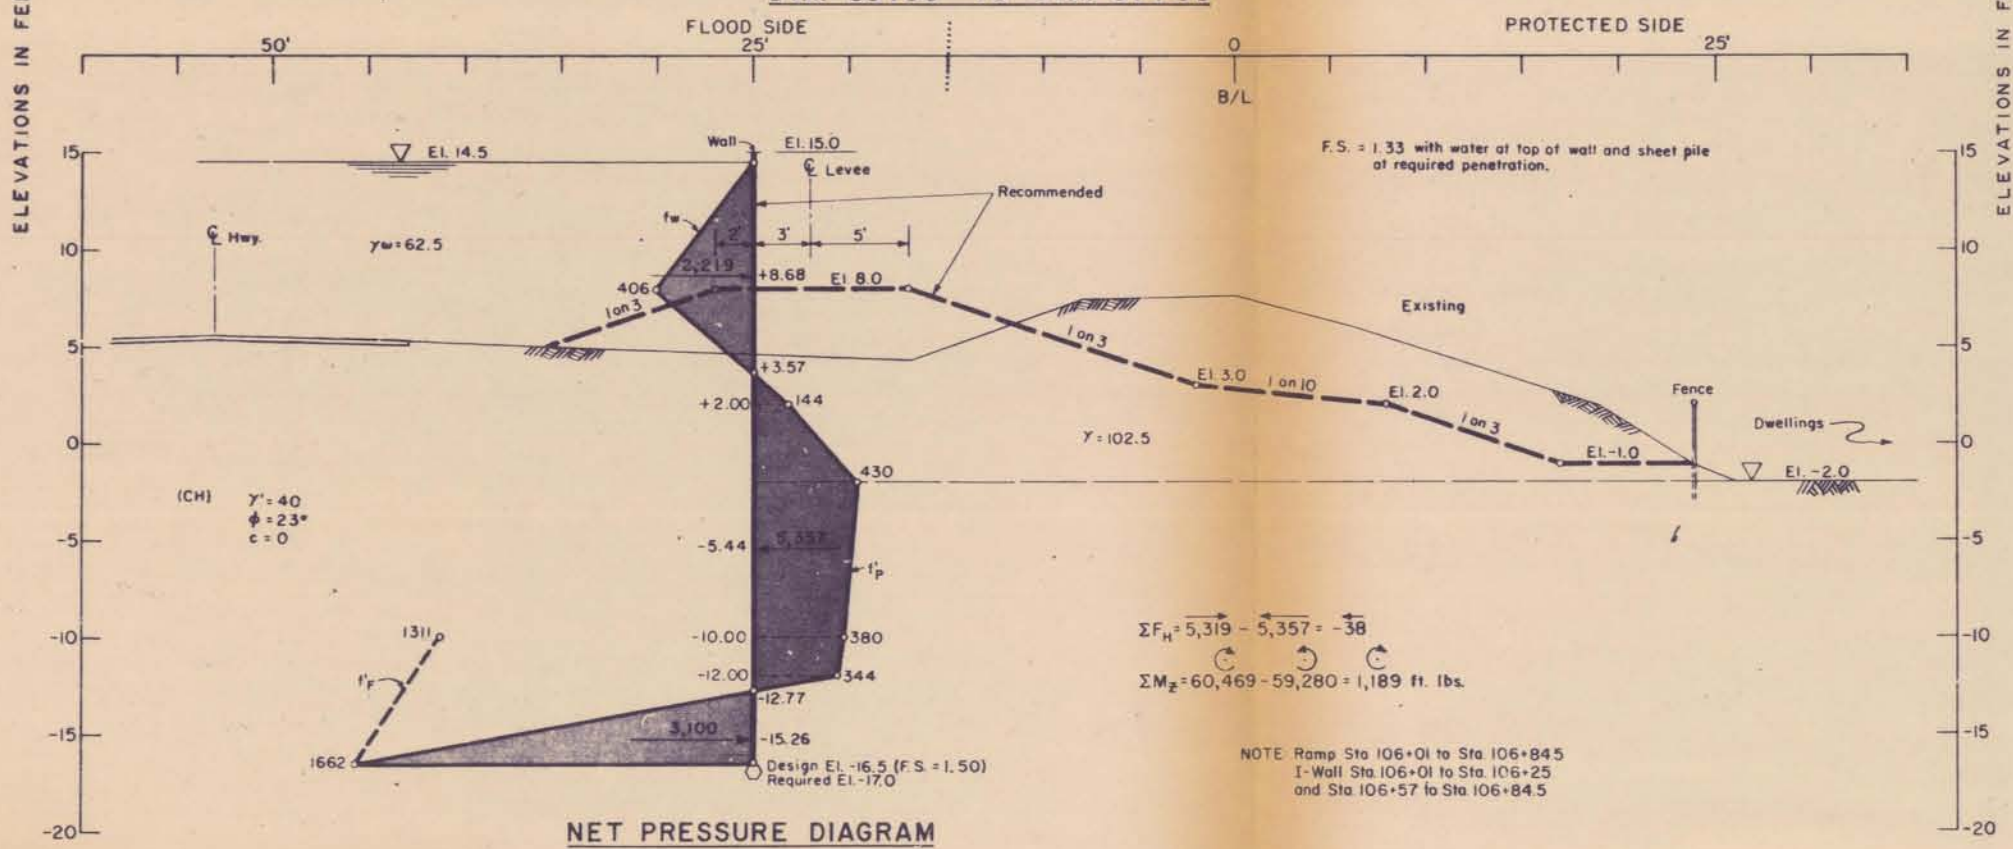 FLOOD SIDE
PROTECTED SIDE
50'
25'
0
25'
B/L
ELEVATIONS IN
ELEVATIONS IN
15
10
5
0
-5
-10
-15
-20
15
10
5
0
-5
-10
-15
-20
El. 14.5
Wall
El. 15.0
℄ Levee
F.S. = 1.33 with water at top of wall and sheet pile
at required penetration.
Recommended
fw
℄ Hwy.
γw = 62.5
2'
3'
5'
2,219
+8.68
El. 8.0
406
1 on 3
Existing
1 on 3
+3.57
El. 3.0
1 on 10
El. 2.0
Fence
+2.00
144
1 on 3
γ = 102.5
Dwellings
El. -1.0
430
El. -2.0
(CH)
γ' = 40
φ = 23°
c = 0
-5.44
5,357
f'P
1311
-10.00
380
ΣFH = 5,319 - 5,357 = -38
f'F
-12.00
344
ΣMz = 60,469 - 59,280 = 1,189 ft. lbs.
-12.77
3,100
-15.26
1662
Design El. -16.5 (F.S. = 1.50)
Required El. -17.0
NOTE: Ramp Sta. 106+01 to Sta. 106+84.5
I-Wall Sta. 106+01 to Sta. 106+25
and Sta. 106+57 to Sta. 106+84.5
NET PRESSURE DIAGRAM